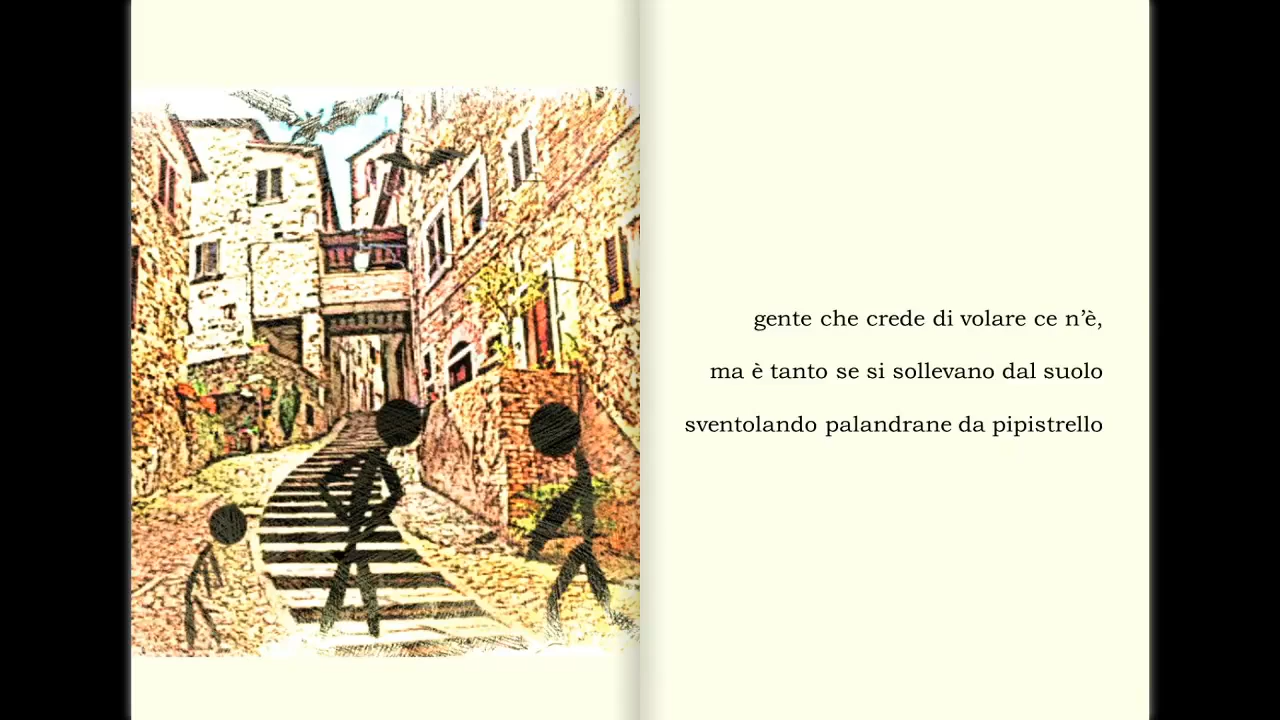 gente che crede di volare ce n’è,
ma è tanto se si sollevano dal suolo
sventolando palandrane da pipistrello